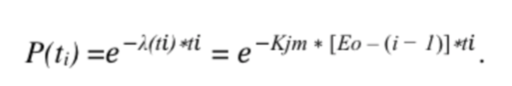 P(tᵢ) =e^{–λ(ti) *ti} = e^{–Kjm * [Eo – (i – 1)] *ti}.